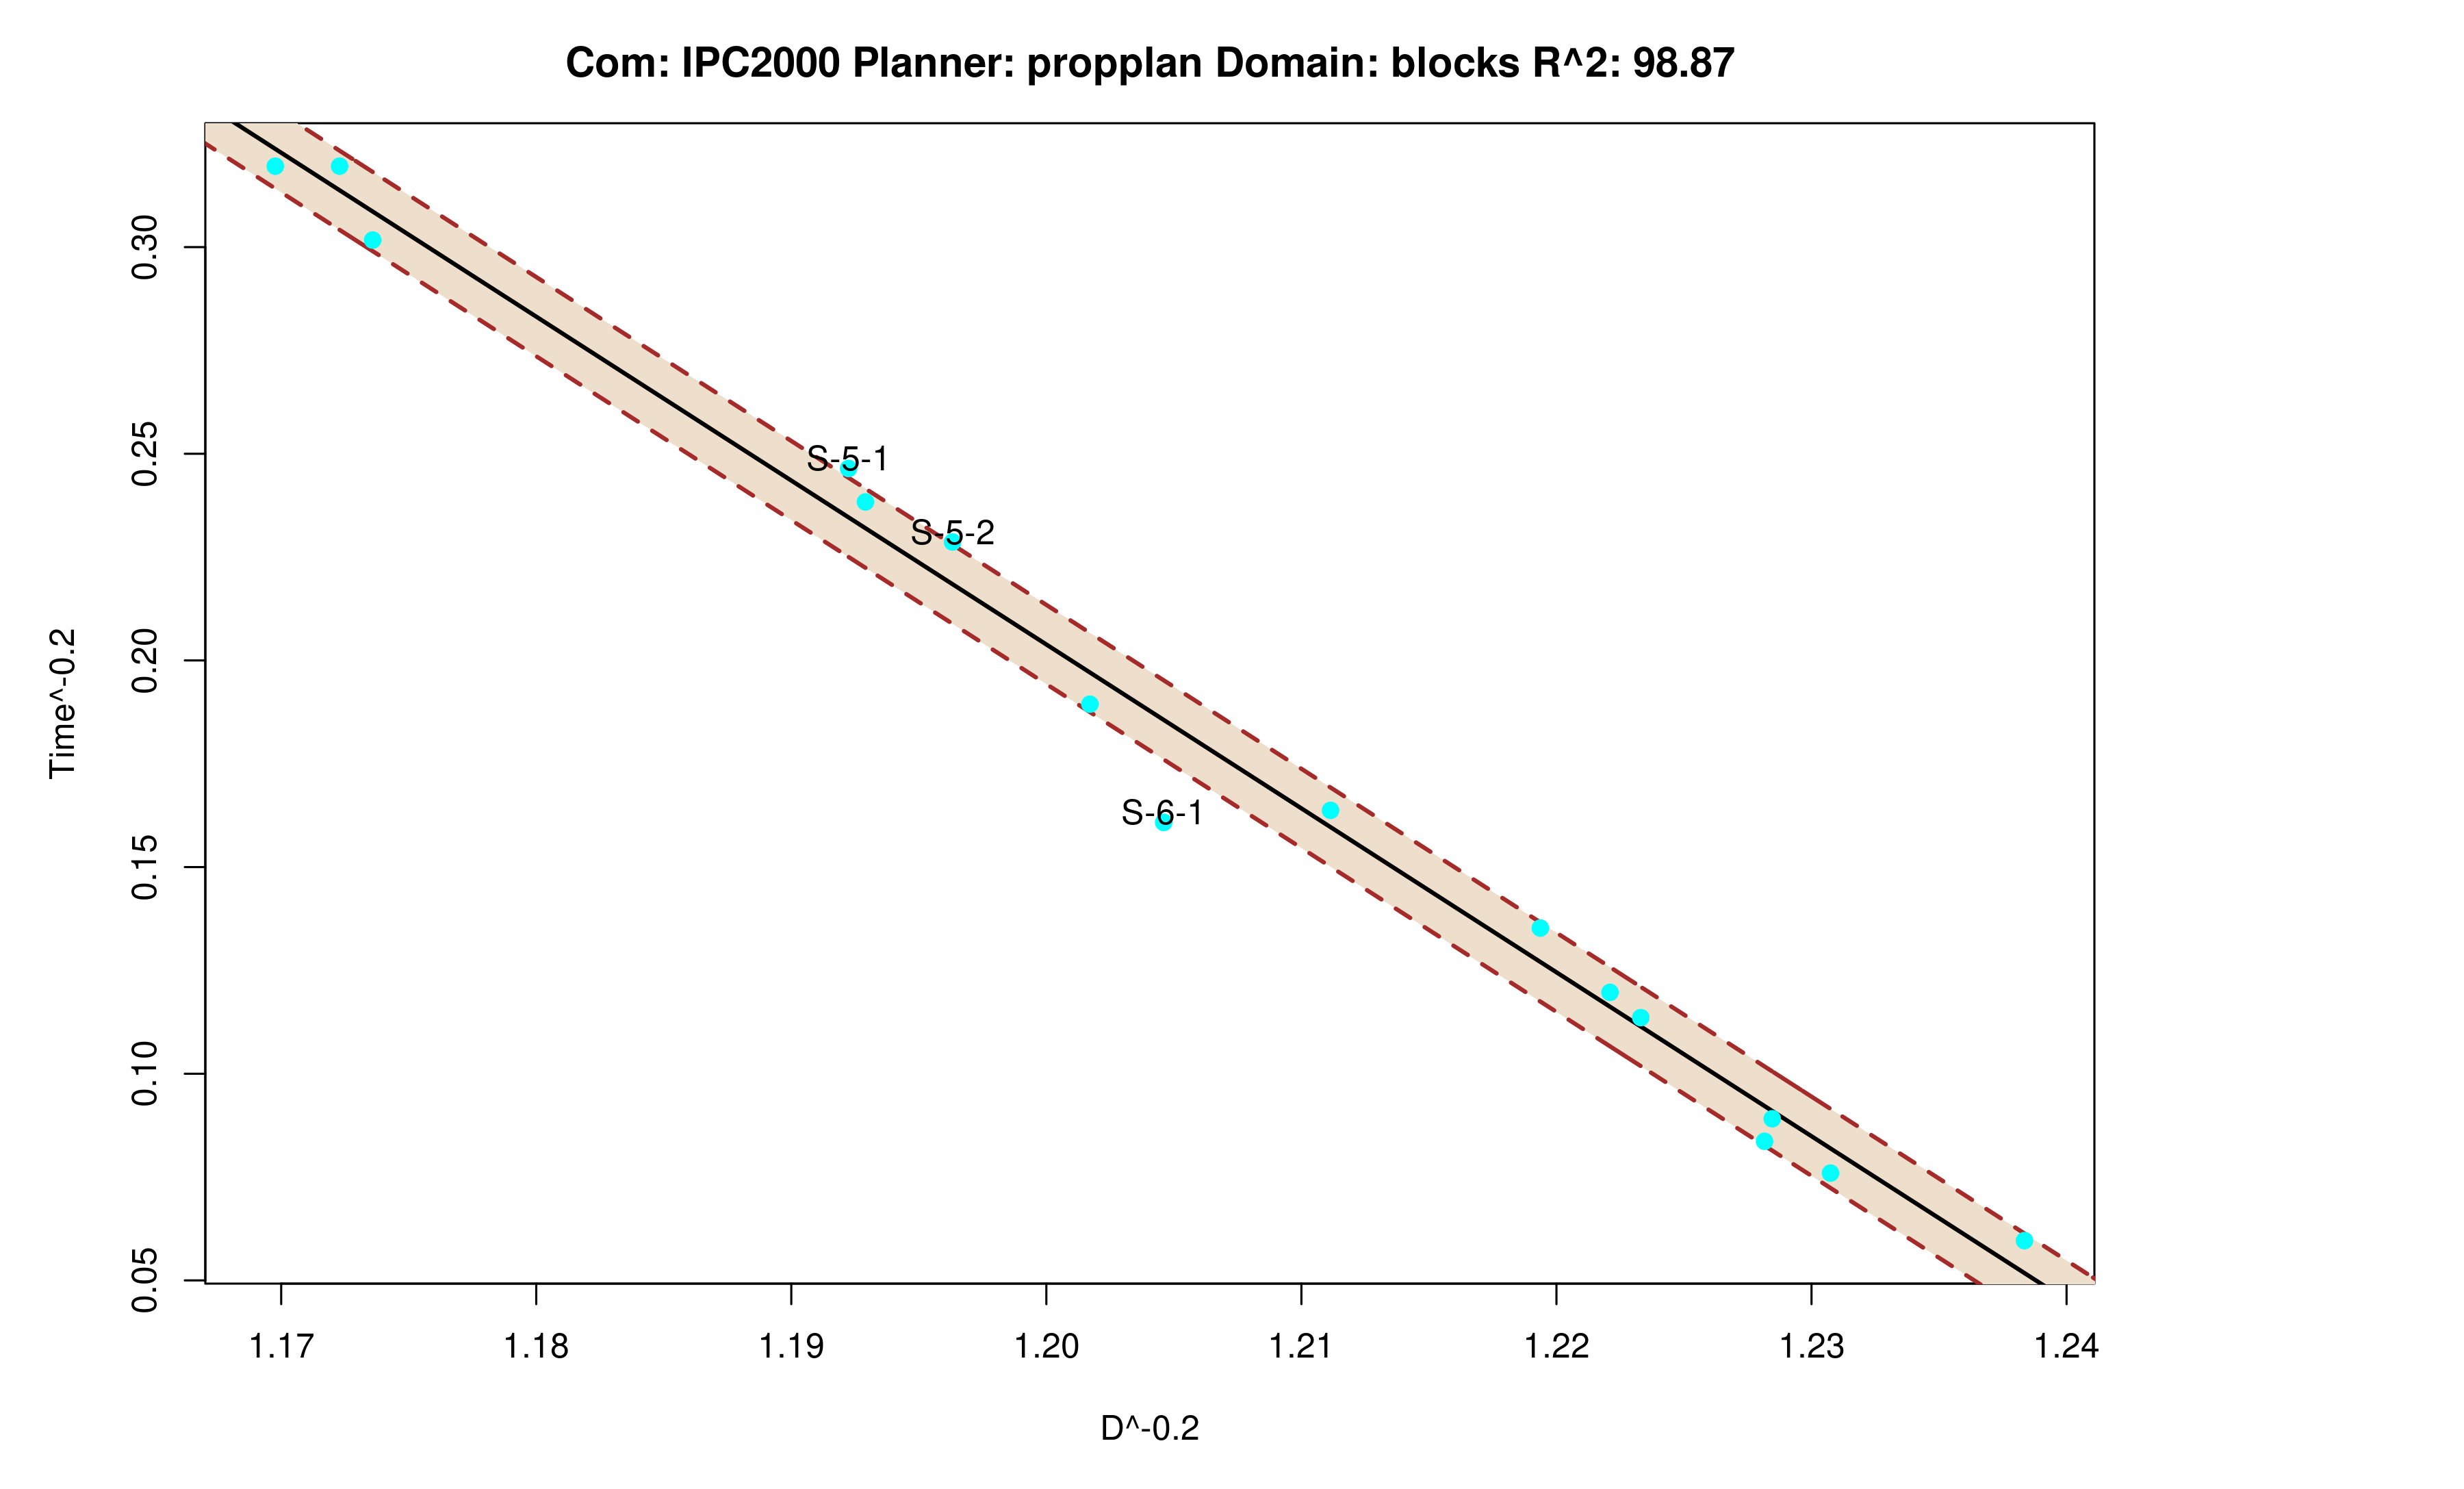 Com: IPC2000 Planner: propplan Domain: blocks R^2: 98.87
0.30
0.25
0.20
0.15
0.10
0.05
Time^-0.2
S-5-1
S-5-2
S-6-1
1.17 1.18 1.19 1.20 1.21 1.22 1.23 1.24
D^-0.2